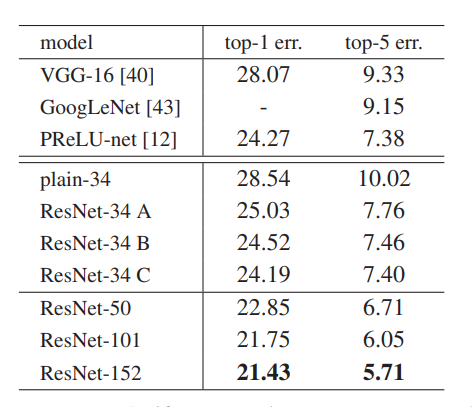 model top-1 err. top-5 err.
VGG-16 [40] 28.07 9.33
GoogLeNet [43] - 9.15
PReLU-net [12] 24.27 7.38
plain-34 28.54 10.02
ResNet-34 A 25.03 7.76
ResNet-34 B 24.52 7.46
ResNet-34 C 24.19 7.40
ResNet-50 22.85 6.71
ResNet-101 21.75 6.05
ResNet-152 21.43 5.71